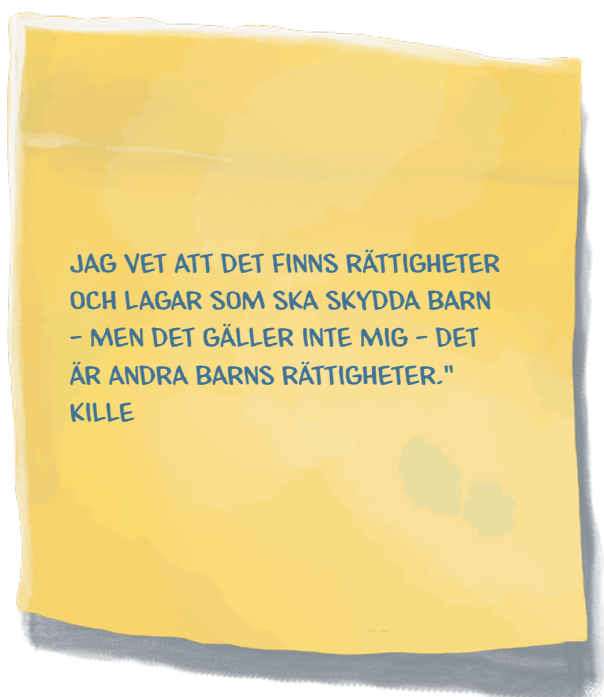 JAG VET ATT DET FINNS RÄTTIGHETER
OCH LAGAR SOM SKA SKYDDA BARN
- MEN DET GÄLLER INTE MIG - DET
ÄR ANDRA BARNS RÄTTIGHETER."
KILLE